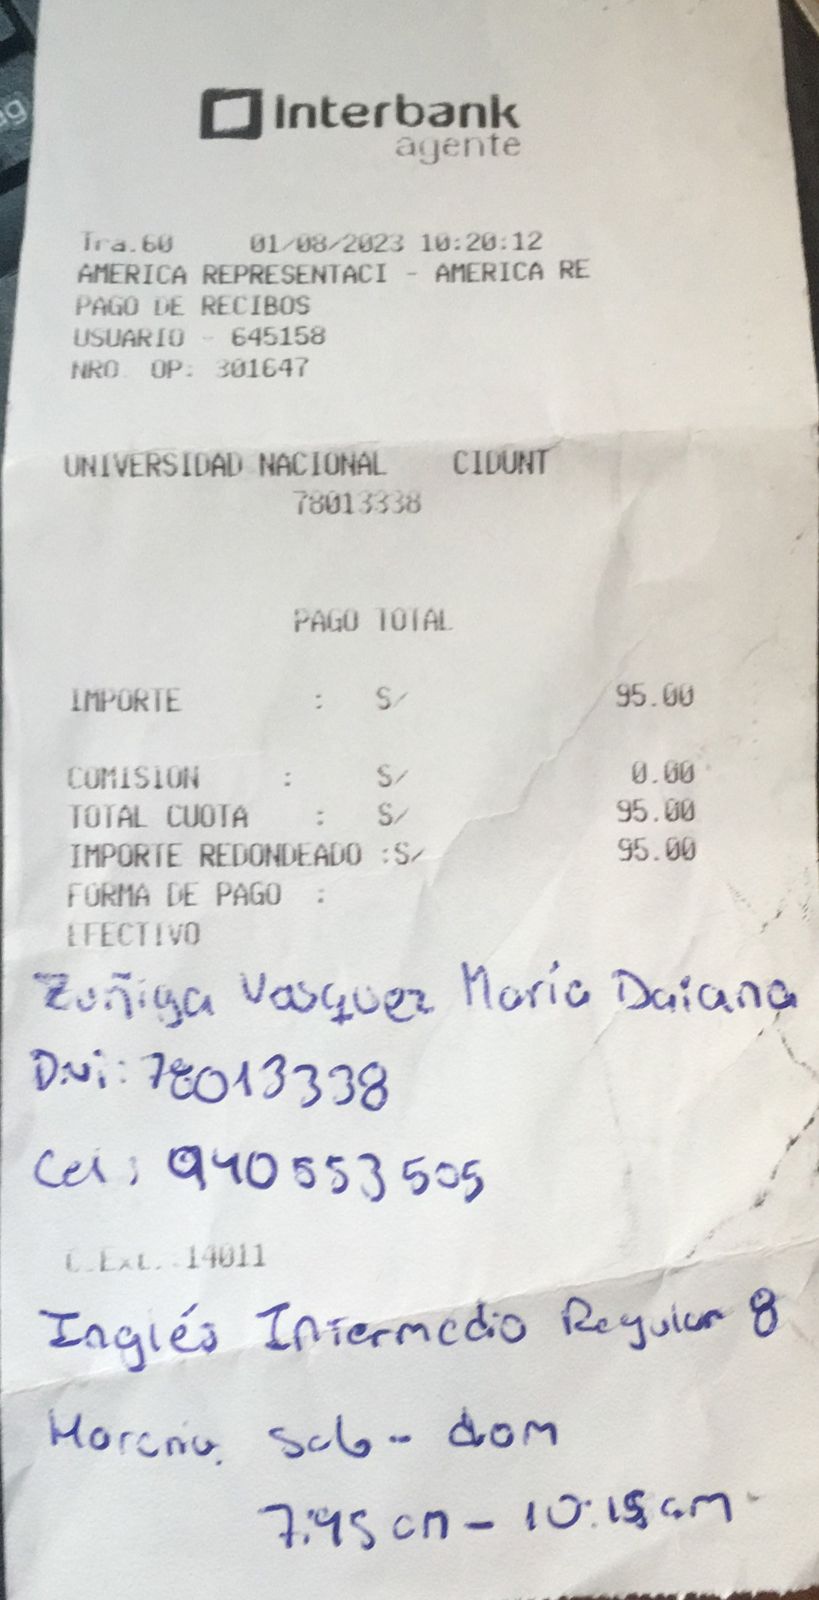 Interbank
agente
Tra.60 01/08/2023 10:20:12
AMERICA REPRESENTACI - AMERICA RE
PAGO DE RECIBOS
USUARIO - 645158
NRO. OP: 301647
UNIVERSIDAD NACIONAL CIDUNT
78013338
PAGO TOTAL
IMPORTE : S/ 95.00
COMISION : S/ 0.00
TOTAL CUOTA : S/ 95.00
IMPORTE REDONDEADO :S/ 95.00
FORMA DE PAGO :
EFECTIVO
Zuñiga Vasquez María Daiana
Dni: 78013338
Cel: 940553505
C.Ext.:14011
Inglés Intermedio Regular 8
Horario. Sab - dom
7:45 am - 10:15 am